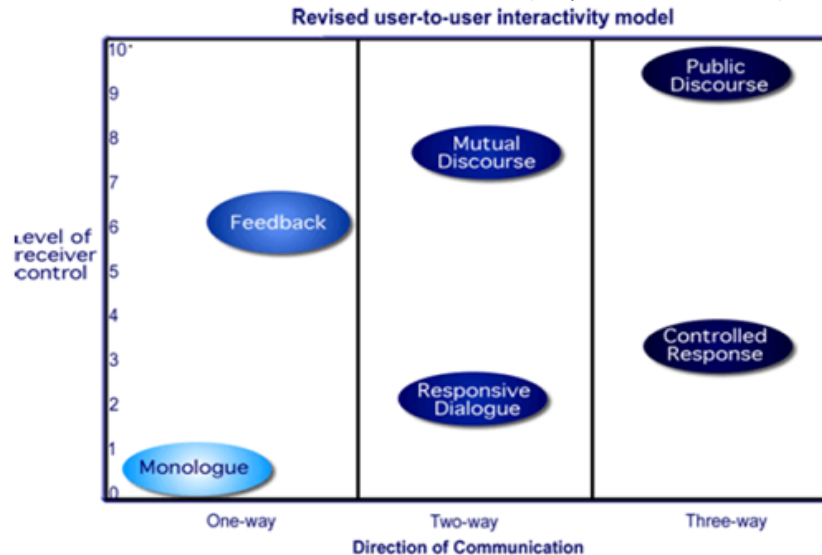 Revised user-to-user interactivity model
10
9
8
7
6
5
4
3
2
1
0
Level of
receiver
control
Public
Discourse
Mutual
Discourse
Feedback
Controlled
Response
Responsive
Dialogue
Monologue
One-way
Two-way
Three-way
Direction of Communication